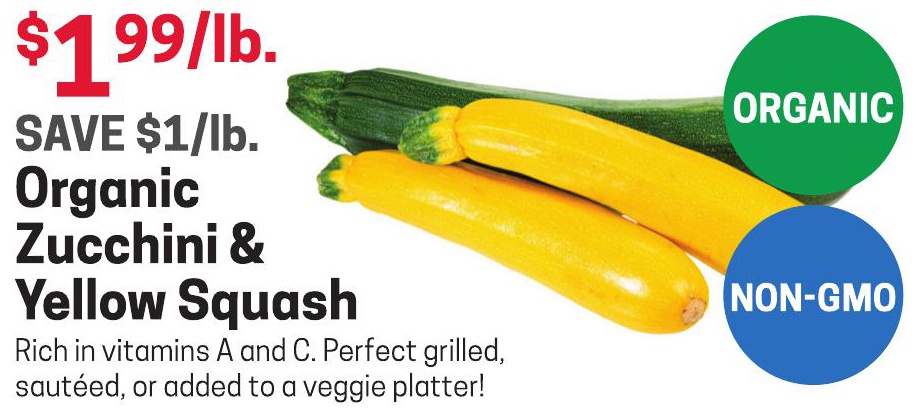 $1.99/lb.
SAVE $1/lb.
Organic
Zucchini &
Yellow Squash
Rich in vitamins A and C. Perfect grilled,
sautéed, or added to a veggie platter!
ORGANIC
NON-GMO